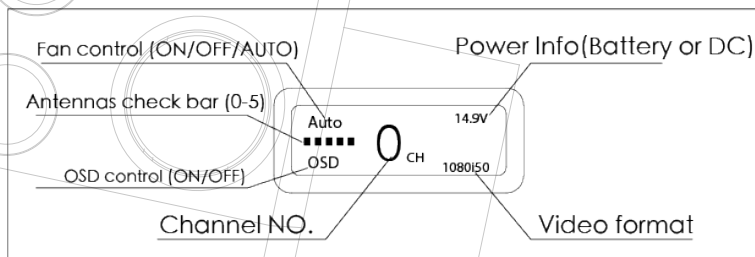 Fan control (ON/OFF/AUTO)
Power Info(Battery or DC)
Antennas check bar (0-5)
Auto
14.9V
0 CH
OSD
1080i50
OSD control (ON/OFF)
Channel NO.
Video format